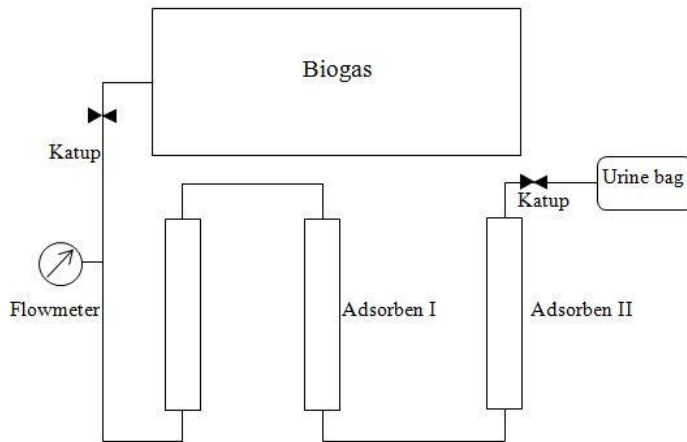 Biogas
Katup
Urine bag
Katup
Flowmeter
Adsorben I
Adsorben II